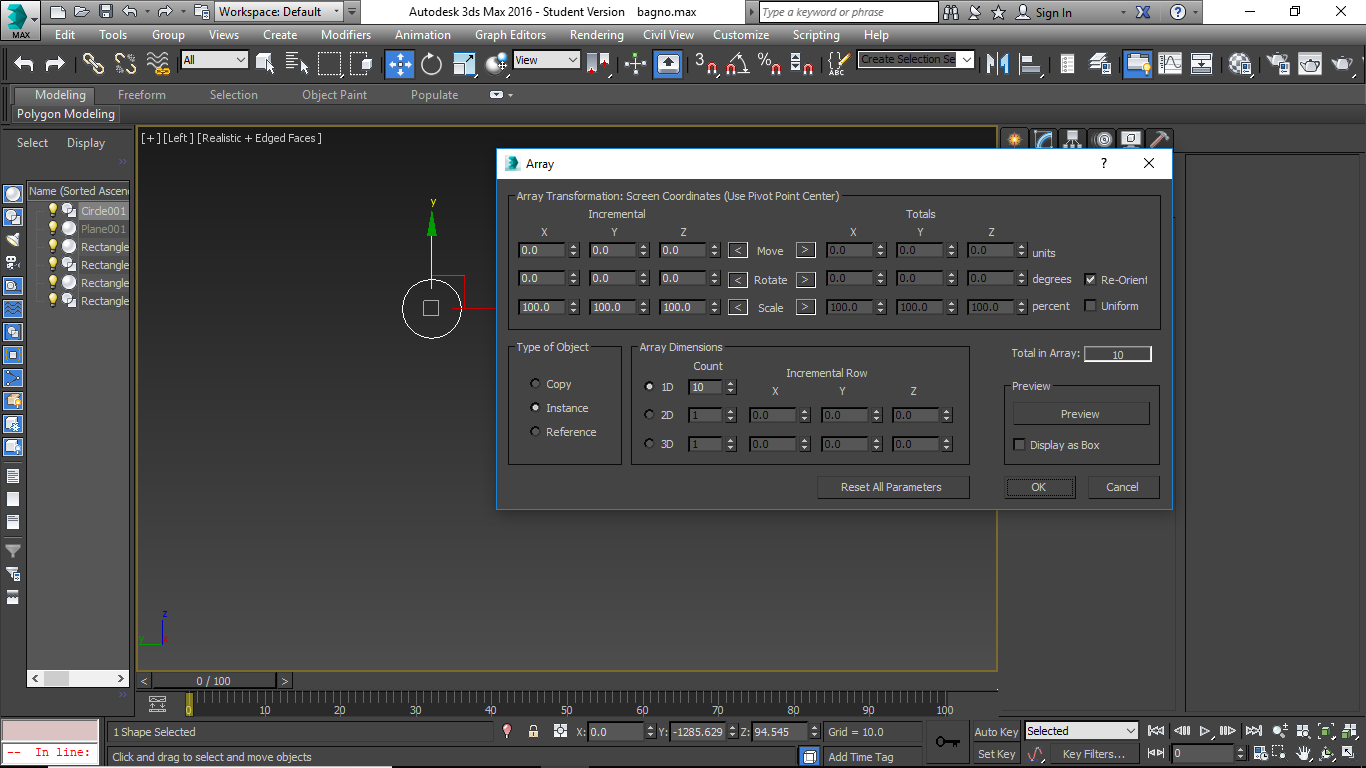 Workspace: Default
Autodesk 3ds Max 2016 - Student Version bagno.max
Type a keyword or phrase
Sign In
MAX
Edit Tools Group Views Create Modifiers Animation Graph Editors Rendering Civil View Customize Scripting Help
All
View
3
%
ABC
Create Selection Se
Modeling Freeform Selection Object Paint Populate
Polygon Modeling
Select Display
Name (Sorted Ascen
Circle001
Plane001
Rectangle
Rectangle
Rectangle
Rectangle
[+] [Left] [Realistic + Edged Faces]
y
z
y
Array
?
Array Transformation: Screen Coordinates (Use Pivot Point Center)
Incremental Totals
X Y Z X Y Z
0.0 0.0 0.0 < Move > 0.0 0.0 0.0 units
0.0 0.0 0.0 < Rotate > 0.0 0.0 0.0 degrees Re-Orient
100.0 100.0 100.0 < Scale > 100.0 100.0 100.0 percent Uniform
Type of Object
Copy
Instance
Reference
Array Dimensions
Count
Incremental Row
X Y Z
1D 10
2D 1 0.0 0.0 0.0
3D 1 0.0 0.0 0.0
Total in Array: 10
Preview
Preview
Display as Box
Reset All Parameters OK Cancel
< 0 / 100 >
0 10 20 30 40 50 60 70 80 90 100
1 Shape Selected
X: 0.0 Y: -1285.629 Z: 94.545 Grid = 10.0
Auto Key Selected
-- In line:
Click and drag to select and move objects
Add Time Tag
Set Key Key Filters... 0